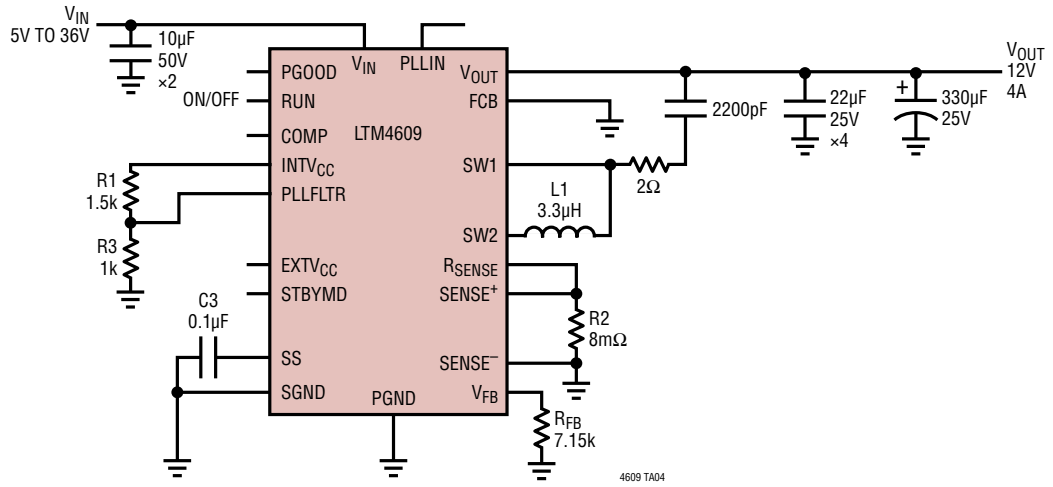 VIN
5V TO 36V
10µF
50V
×2
VIN
PLLIN
PGOOD
ON/OFF
RUN
COMP
LTM4609
INTVCC
PLLFLTR
R1
1.5k
R3
1k
EXTVCC
STBYMD
C3
0.1µF
SS
SGND
PGND
VOUT
FCB
SW1
SW2
RSENSE
SENSE+
SENSE–
VFB
L1
3.3µH
2Ω
2200pF
22µF
25V
×4
+
330µF
25V
VOUT
12V
4A
R2
8mΩ
RFB
7.15k
4609 TA04